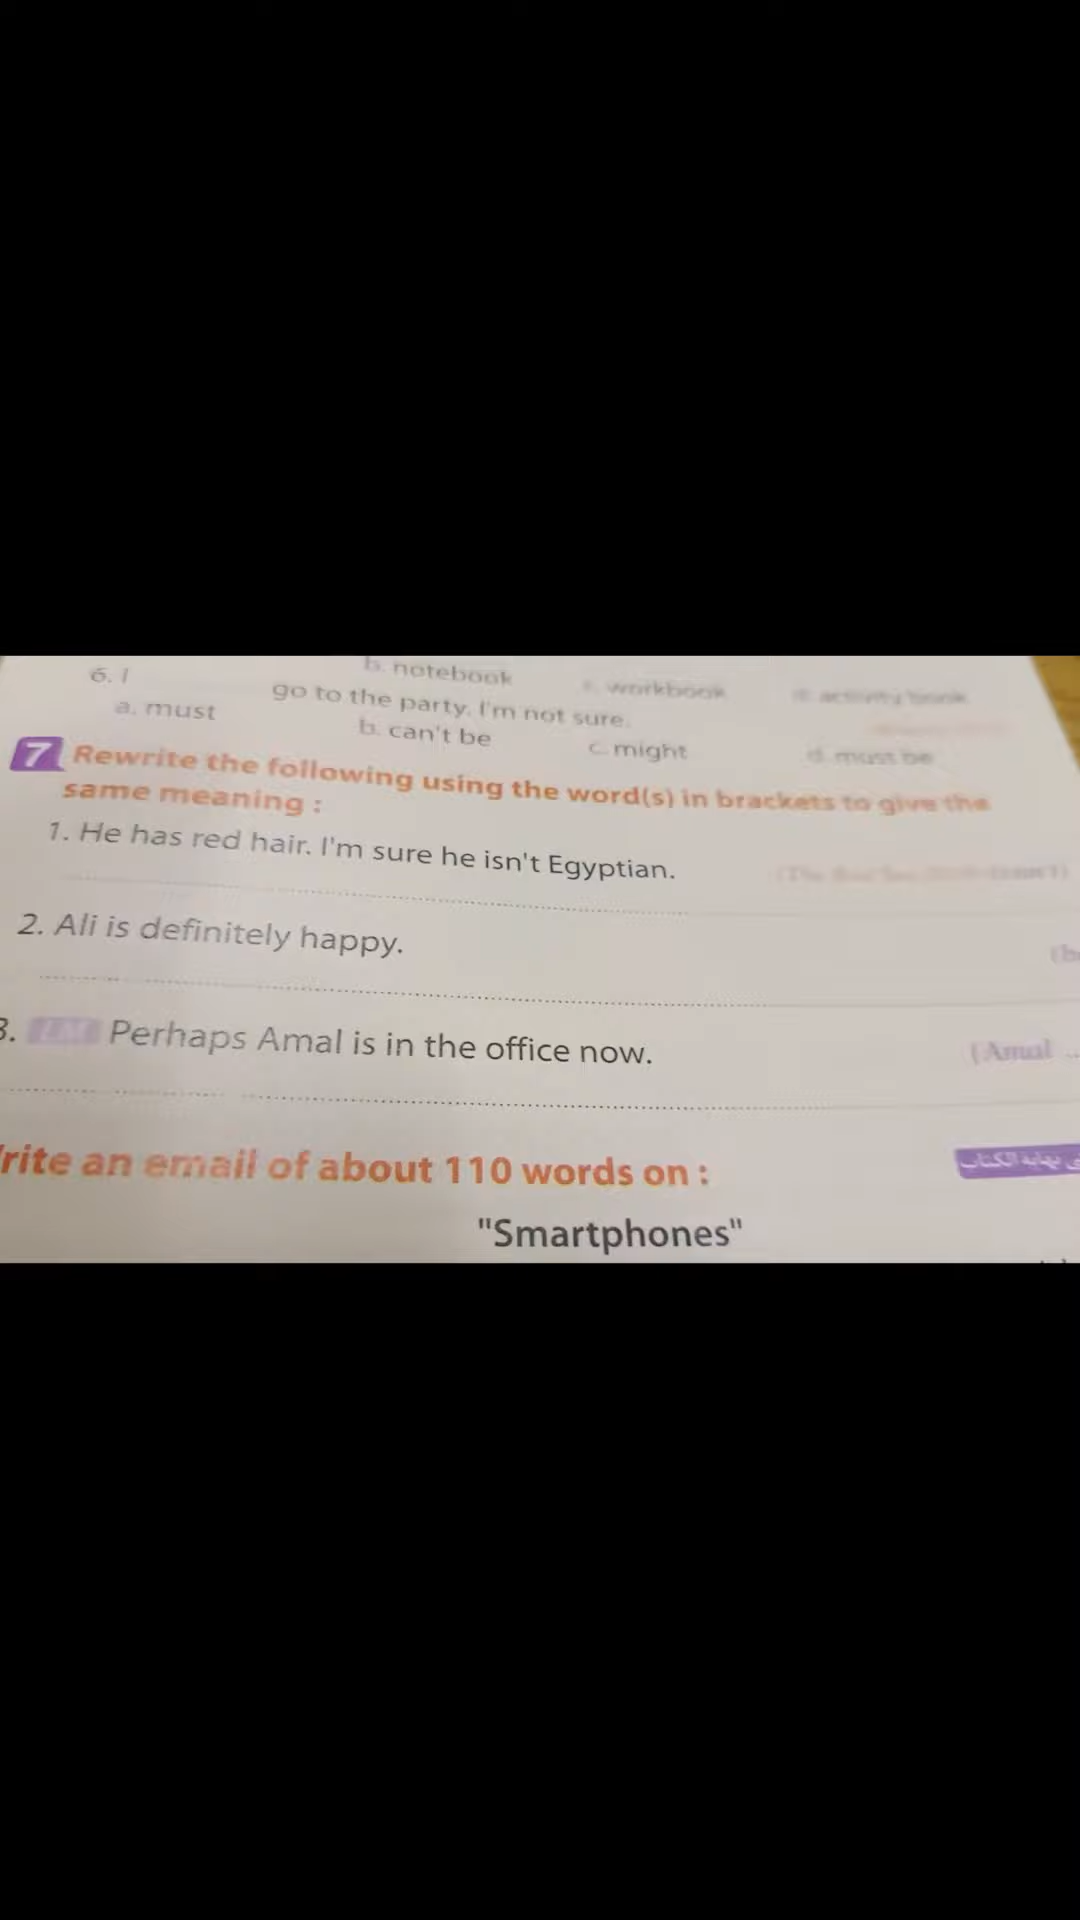 b. notebook c. workbook d. activity book
6. I go to the party. I'm not sure.
a. must b. can't be c. might d. must be
7 Rewrite the following using the word(s) in brackets to give the
same meaning :
1. He has red hair. I'm sure he isn't Egyptian.
2. Ali is definitely happy.
3. Perhaps Amal is in the office now. (Amal ..
rite an email of about 110 words on :
"Smartphones"